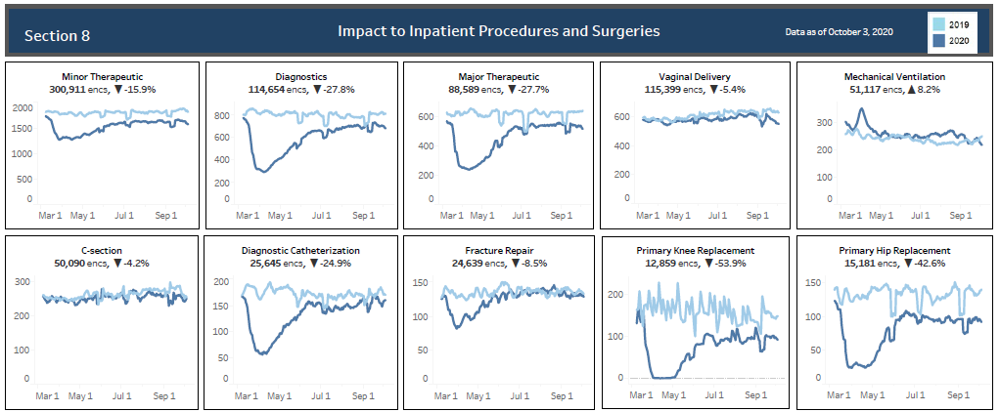 Section 8
Impact to Inpatient Procedures and Surgeries
Data as of October 3, 2020
2019
2020
Minor Therapeutic
300,911 encs, ▼ -15.9%
2000
1500
1000
500
0
Mar 1 May 1 Jul 1 Sep 1
Diagnostics
114,654 encs, ▼ -27.8%
800
600
400
200
0
Mar 1 May 1 Jul 1 Sep 1
Major Therapeutic
88,589 encs, ▼ -27.7%
600
400
200
0
Mar 1 May 1 Jul 1 Sep 1
Vaginal Delivery
115,399 encs, ▼ -5.4%
600
400
200
0
Mar 1 May 1 Jul 1 Sep 1
Mechanical Ventilation
51,117 encs, ▲ 8.2%
300
200
100
0
Mar 1 May 1 Jul 1 Sep 1
C-section
50,090 encs, ▼ -4.2%
300
200
100
0
Mar 1 May 1 Jul 1 Sep 1
Diagnostic Catheterization
25,645 encs, ▼ -24.9%
200
150
100
50
0
Mar 1 May 1 Jul 1 Sep 1
Fracture Repair
24,639 encs, ▼ -8.5%
150
100
50
0
Mar 1 May 1 Jul 1 Sep 1
Primary Knee Replacement
12,859 encs, ▼ -53.9%
200
100
0
Mar 1 May 1 Jul 1 Sep 1
Primary Hip Replacement
15,181 encs, ▼ -42.6%
150
100
50
0
Mar 1 May 1 Jul 1 Sep 1